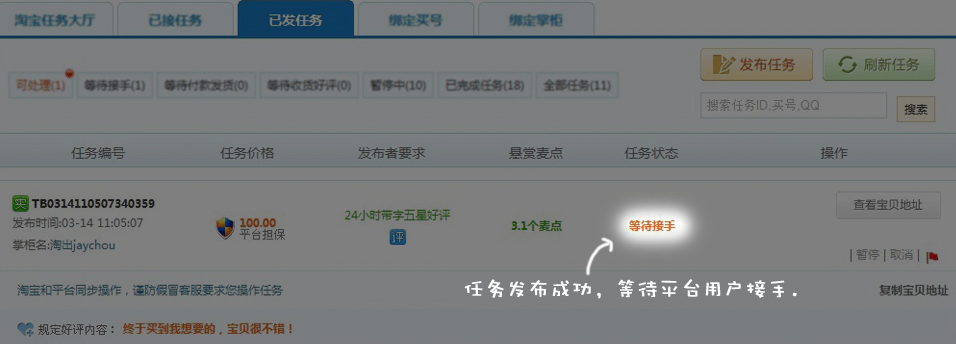 淘宝任务大厅 已接任务 已发任务 绑定买号 绑定掌柜
发布任务 刷新任务
可处理(1) 等待接手(1) 等待付款发货(0) 等待收货好评(0) 暂停中(10) 已完成任务(18) 全部任务(11)
搜索任务ID,买号,QQ 搜索
任务编号 任务价格 发布者要求 悬赏麦点 任务状态 操作
买 TB0314110507340359
发布时间:03-14 11:05:07
掌柜名:淘出jaychou
100.00
平台担保
24小时带字五星好评
评
3.1个麦点
等待接手
查看宝贝地址
| 暂停 | 取消 |
任务发布成功，等待平台用户接手.
淘宝和平台同步操作，谨防假冒客服要求您操作任务
复制宝贝地址
规定好评内容： 终于买到我想要的，宝贝很不错！